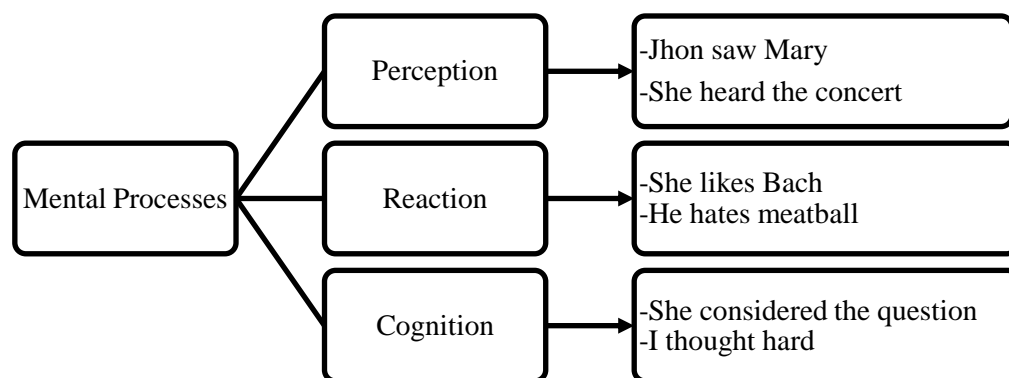 Mental Processes
Perception
-Jhon saw Mary
-She heard the concert
Reaction
-She likes Bach
-He hates meatball
Cognition
-She considered the question
-I thought hard